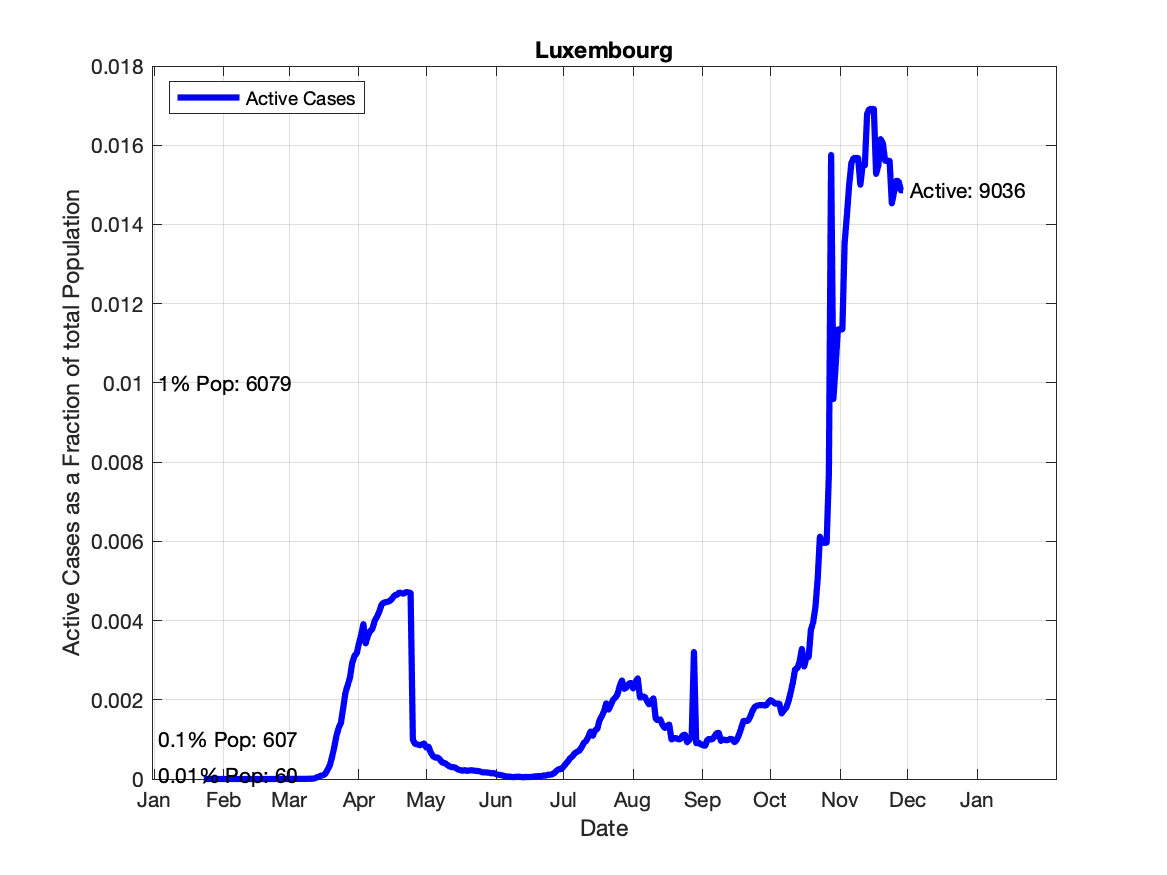 Luxembourg
Active Cases
0.018
0.016
0.014
0.012
0.01
0.008
0.006
0.004
0.002
0
Active Cases as a Fraction of total Population
Active: 9036
1% Pop: 6079
0.1% Pop: 607
0.01% Pop: 60
Jan Feb Mar Apr May Jun Jul Aug Sep Oct Nov Dec Jan
Date